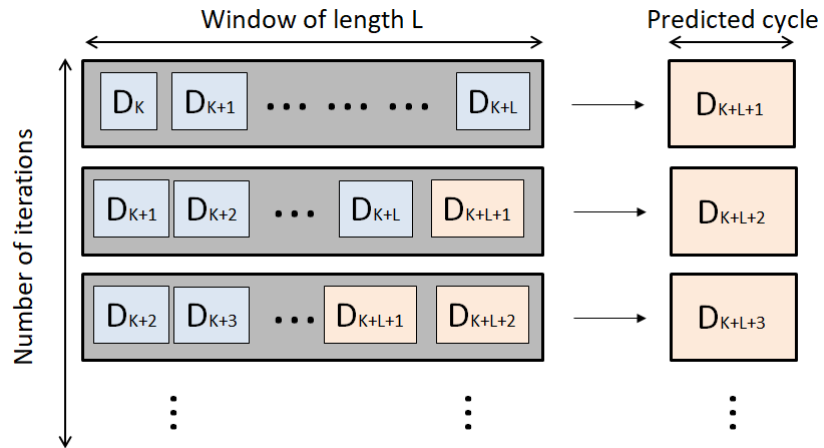 Window of length L
Predicted cycle
Number of iterations
DK DK+1 ... ... ... DK+L DK+L+1
DK+1 DK+2 ... DK+L DK+L+1 DK+L+2
DK+2 DK+3 ... DK+L+1 DK+L+2 DK+L+3